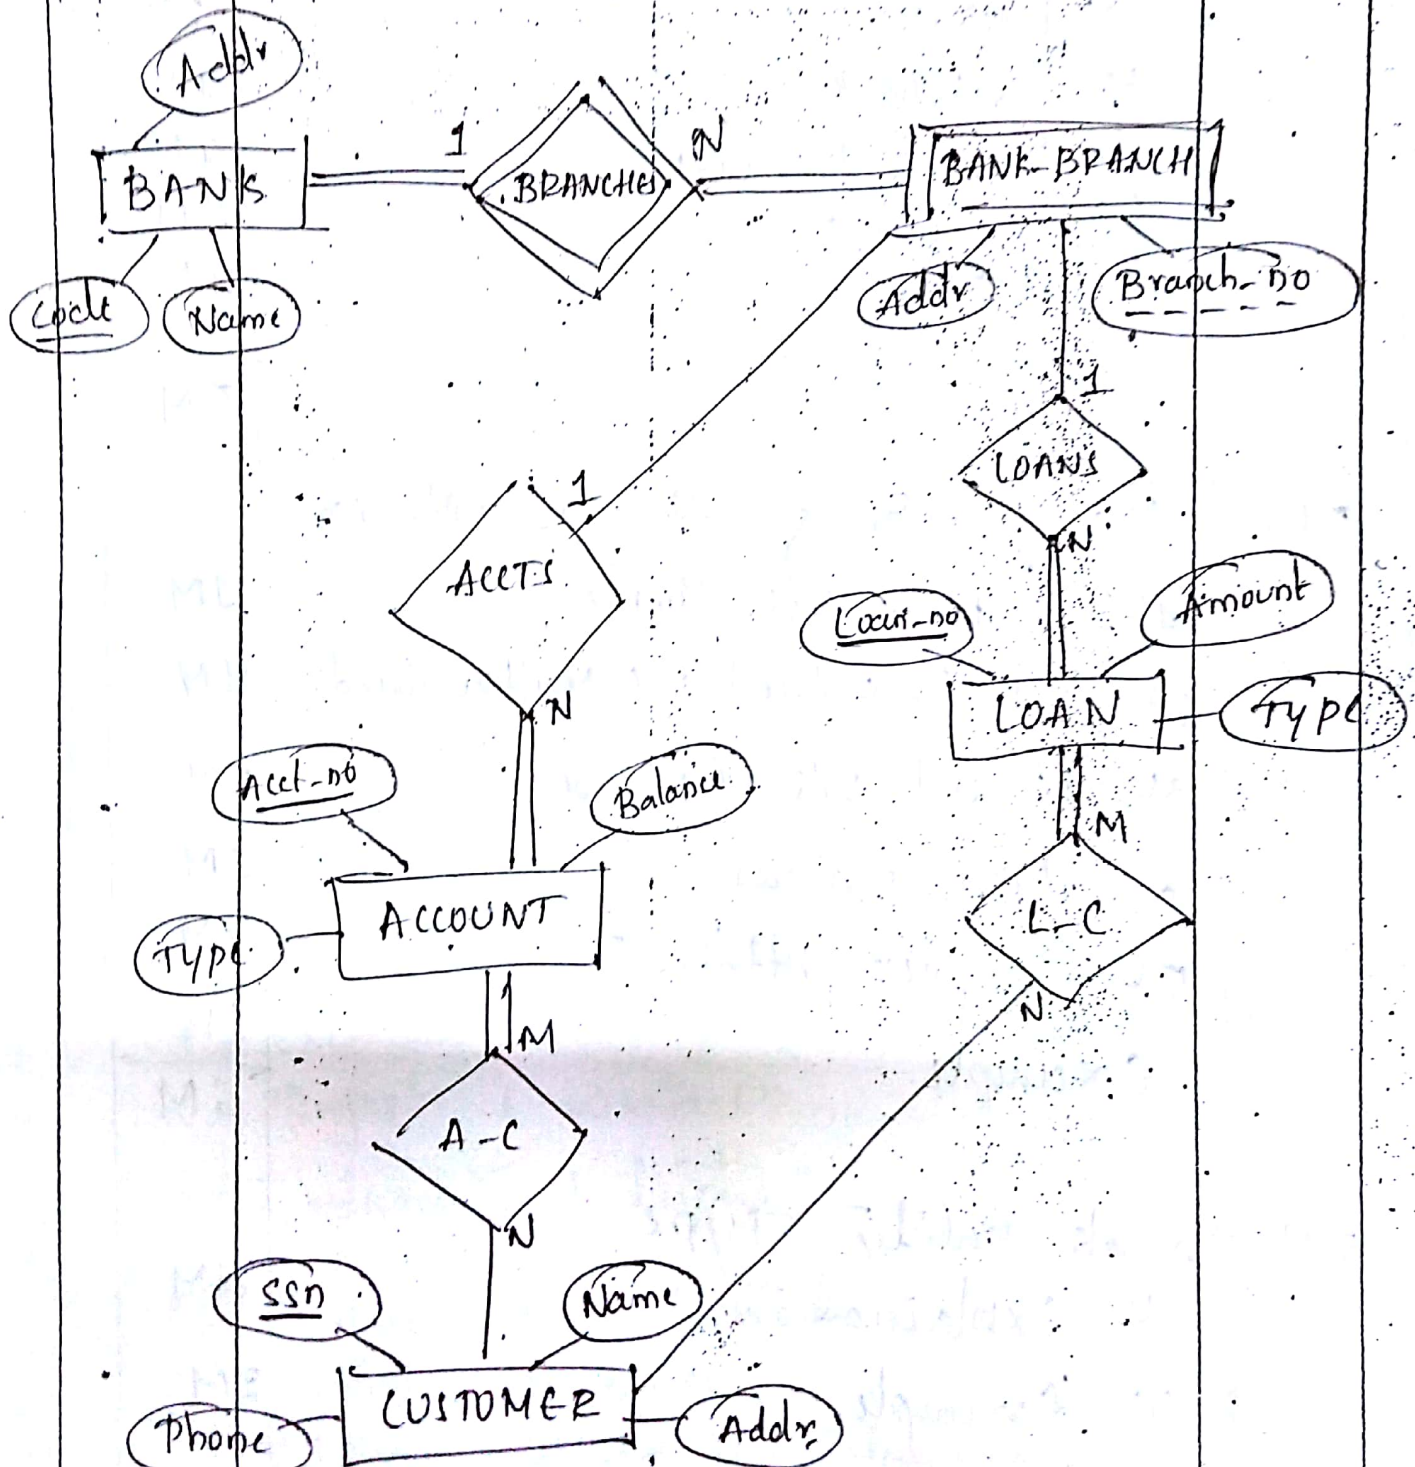 Addr
1
N
BANK
BRANCHES
BANK-BRANCH
Code
Name
Addr
Branch-no
1
LOANS
1
N
ACCTS
Amount
Loan-no
N
LOAN
TYPE
Acct-no
Balance
M
ACCOUNT
L-C
TYPE
N
M
A-C
N
SSn
Name
CUSTOMER
Phone
Addr